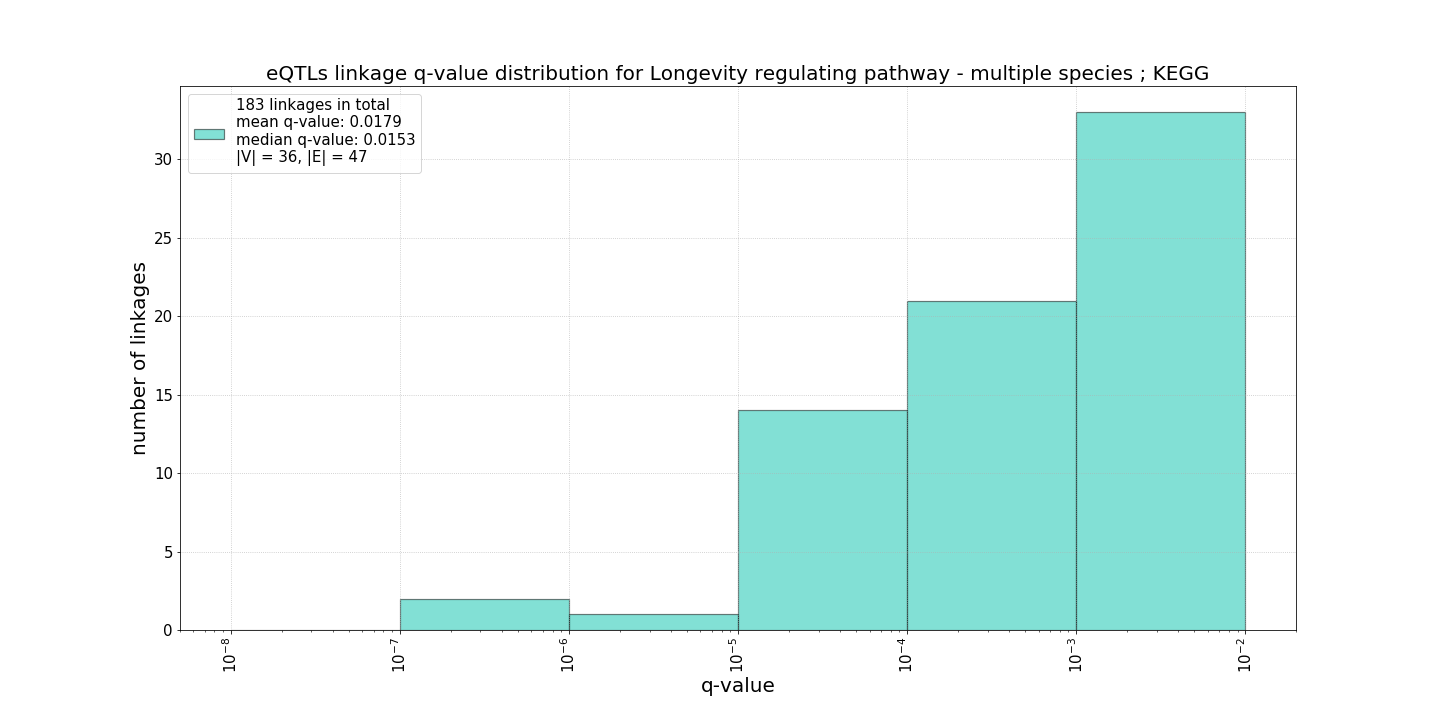 eQTLs linkage q-value distribution for Longevity regulating pathway - multiple species ; KEGG
183 linkages in total
mean q-value: 0.0179
median q-value: 0.0153
|V| = 36, |E| = 47
number of linkages
30
25
20
15
10
5
0
10⁻⁸
10⁻⁷
10⁻⁶
10⁻⁵
10⁻⁴
10⁻³
10⁻²
q-value